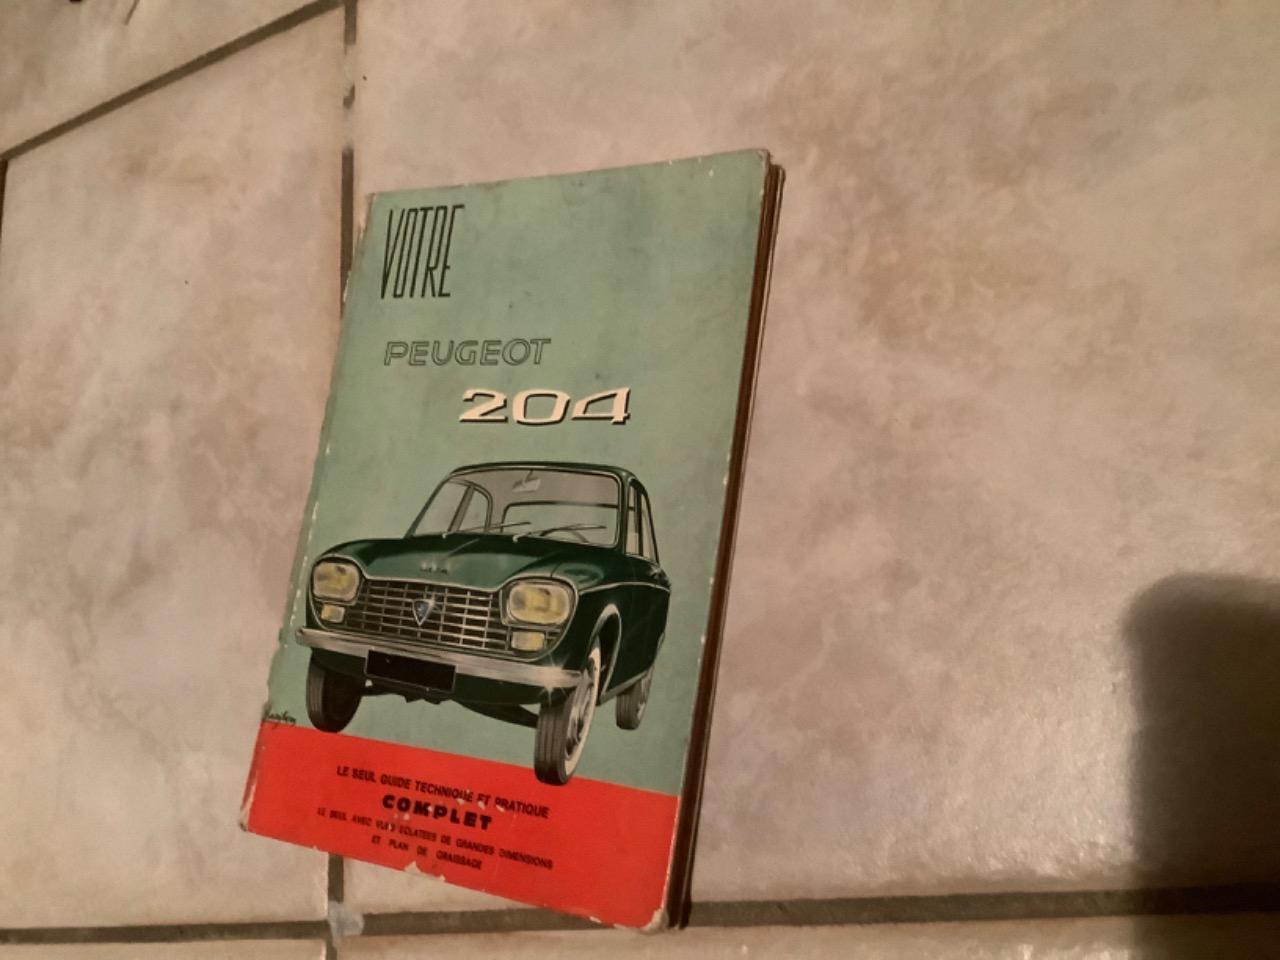 VOTRE
PEUGEOT
204
LE SEUL GUIDE TECHNIQUE ET PRATIQUE
COMPLET
LE SEUL AVEC VUES ECLATEES DE GRANDES DIMENSIONS
ET PLAN DE GRAISSAGE